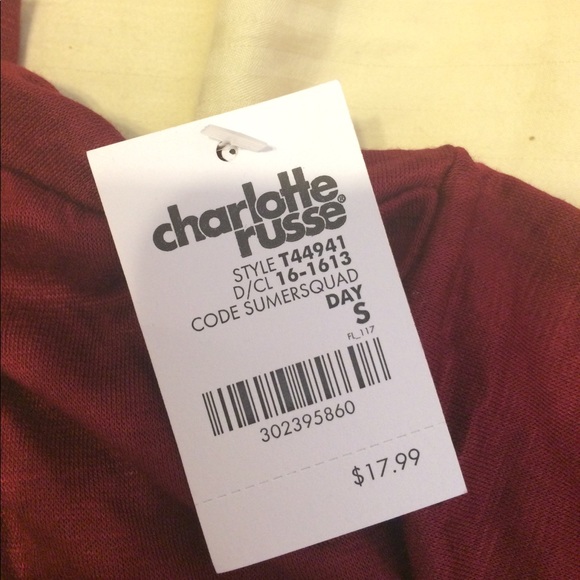 charlotte
russe®
STYLE T44941
D/CL 16-1613
CODE SUMERSQUAD
DAY
S
FL_117
302395860
$17.99